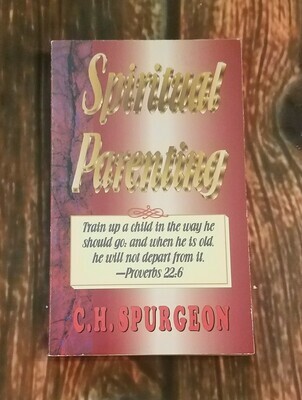 Spiritual
Parenting
Train up a child in the way he
should go: and when he is old,
he will not depart from it.
—Proverbs 22:6
C.H. SPURGEON